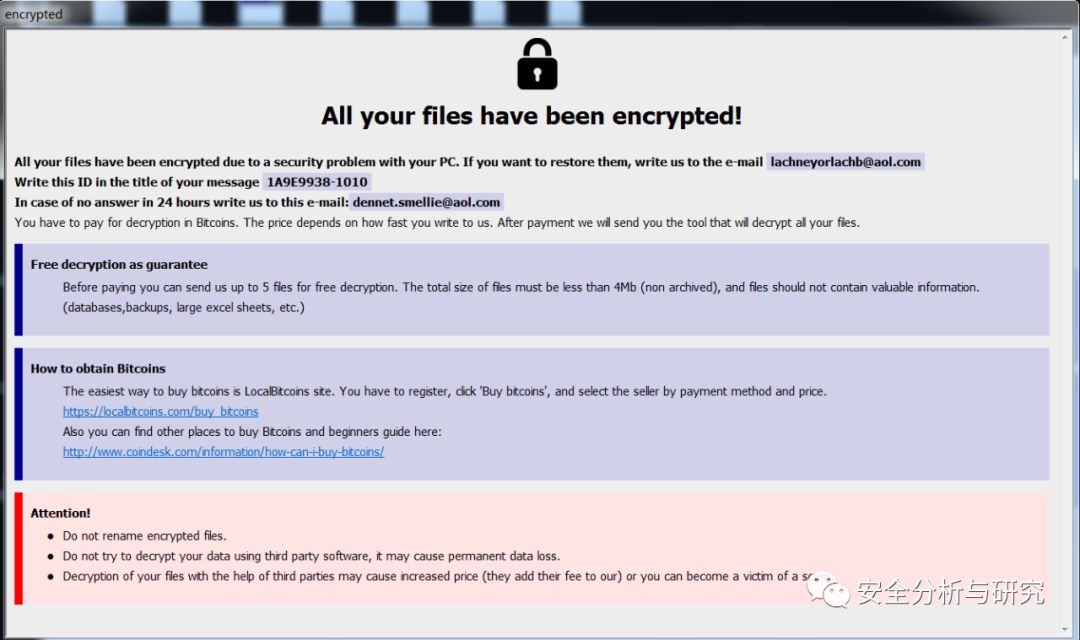 encrypted
All your files have been encrypted!
All your files have been encrypted due to a security problem with your PC. If you want to restore them, write us to the e-mail lachneyorlachb@aol.com
Write this ID in the title of your message 1A9E9938-1010
In case of no answer in 24 hours write us to this e-mail: dennet.smellie@aol.com
You have to pay for decryption in Bitcoins. The price depends on how fast you write to us. After payment we will send you the tool that will decrypt all your files.
Free decryption as guarantee
Before paying you can send us up to 5 files for free decryption. The total size of files must be less than 4Mb (non archived), and files should not contain valuable information.
(databases,backups, large excel sheets, etc.)
How to obtain Bitcoins
The easiest way to buy bitcoins is LocalBitcoins site. You have to register, click 'Buy bitcoins', and select the seller by payment method and price.
https://localbitcoins.com/buy_bitcoins
Also you can find other places to buy Bitcoins and beginners guide here:
http://www.coindesk.com/information/how-can-i-buy-bitcoins/
Attention!
Do not rename encrypted files.
Do not try to decrypt your data using third party software, it may cause permanent data loss.
Decryption of your files with the help of third parties may cause increased price (they add their fee to our) or you can become a victim of a
安全分析与研究